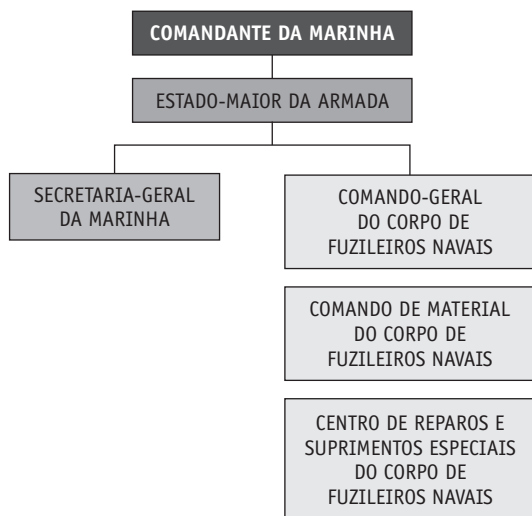 COMANDANTE DA MARINHA
ESTADO-MAIOR DA ARMADA
SECRETARIA-GERAL
DA MARINHA
COMANDO-GERAL
DO CORPO DE
FUZILEIROS NAVAIS
COMANDO DE MATERIAL
DO CORPO DE
FUZILEIROS NAVAIS
CENTRO DE REPAROS E
SUPRIMENTOS ESPECIAIS
DO CORPO DE
FUZILEIROS NAVAIS